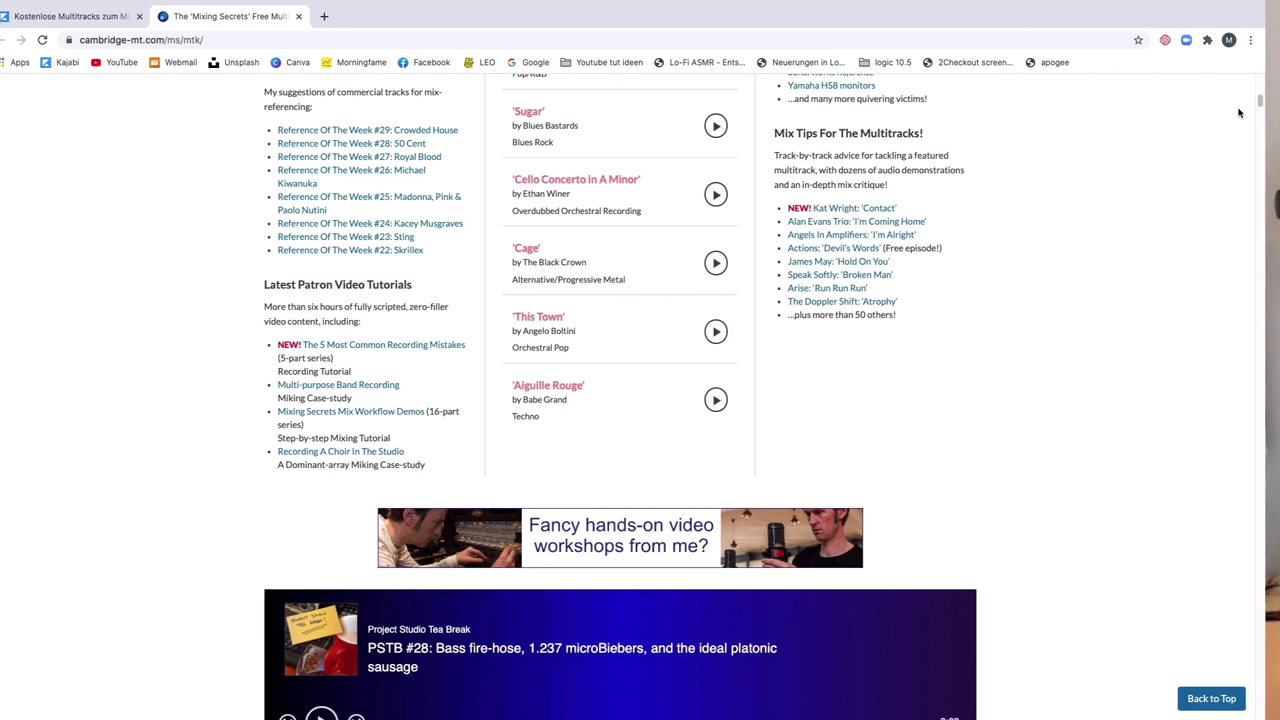 Kostenlose Multitracks zum M
The 'Mixing Secrets' Free Multi
cambridge-mt.com/ms/mtk/
M
Apps Kajabi YouTube Webmail Unsplash Canva Morningfame Facebook LEO Google Youtube tut ideen Lo-Fi ASMR - Ents... Neuerungen in Lo... logic 10.5 2Checkout screen... apogee
My suggestions of commercial tracks for mix-
referencing:
• Reference Of The Week #29: Crowded House
• Reference Of The Week #28: 50 Cent
• Reference Of The Week #27: Royal Blood
• Reference Of The Week #26: Michael
Kiwanuka
• Reference Of The Week #25: Madonna, Pink &
Paolo Nutini
• Reference Of The Week #24: Kacey Musgraves
• Reference Of The Week #23: Sting
• Reference Of The Week #22: Skrillex
Latest Patron Video Tutorials
More than six hours of fully scripted, zero-filler
video content, including:
• NEW! The 5 Most Common Recording Mistakes
(5-part series)
Recording Tutorial
• Multi-purpose Band Recording
Miking Case-study
• Mixing Secrets Mix Workflow Demos (16-part
series)
Step-by-step Mixing Tutorial
• Recording A Choir In The Studio
A Dominant-array Miking Case-study
Pop/R&B
'Sugar'
by Blues Bastards
Blues Rock
'Cello Concerto in A Minor'
by Ethan Winer
Overdubbed Orchestral Recording
'Cage'
by The Black Crown
Alternative/Progressive Metal
'This Town'
by Angelo Boltini
Orchestral Pop
'Aiguille Rouge'
by Babe Grand
Techno
• Yamaha HS8 monitors
• ...and many more quivering victims!
Mix Tips For The Multitracks!
Track-by-track advice for tackling a featured
multitrack, with dozens of audio demonstrations
and an in-depth mix critique!
• NEW! Kat Wright: 'Contact'
• Alan Evans Trio: 'I'm Coming Home'
• Angels In Amplifiers: 'I'm Alright'
• Actions: 'Devil's Words' (Free episode!)
• James May: 'Hold On You'
• Speak Softly: 'Broken Man'
• Arise: 'Run Run Run'
• The Doppler Shift: 'Atrophy'
• ...plus more than 50 others!
Fancy hands-on video
workshops from me?
Project Studio Tea Break
PSTB #28: Bass fire-hose, 1.237 microBiebers, and the ideal platonic
sausage
Back to Top